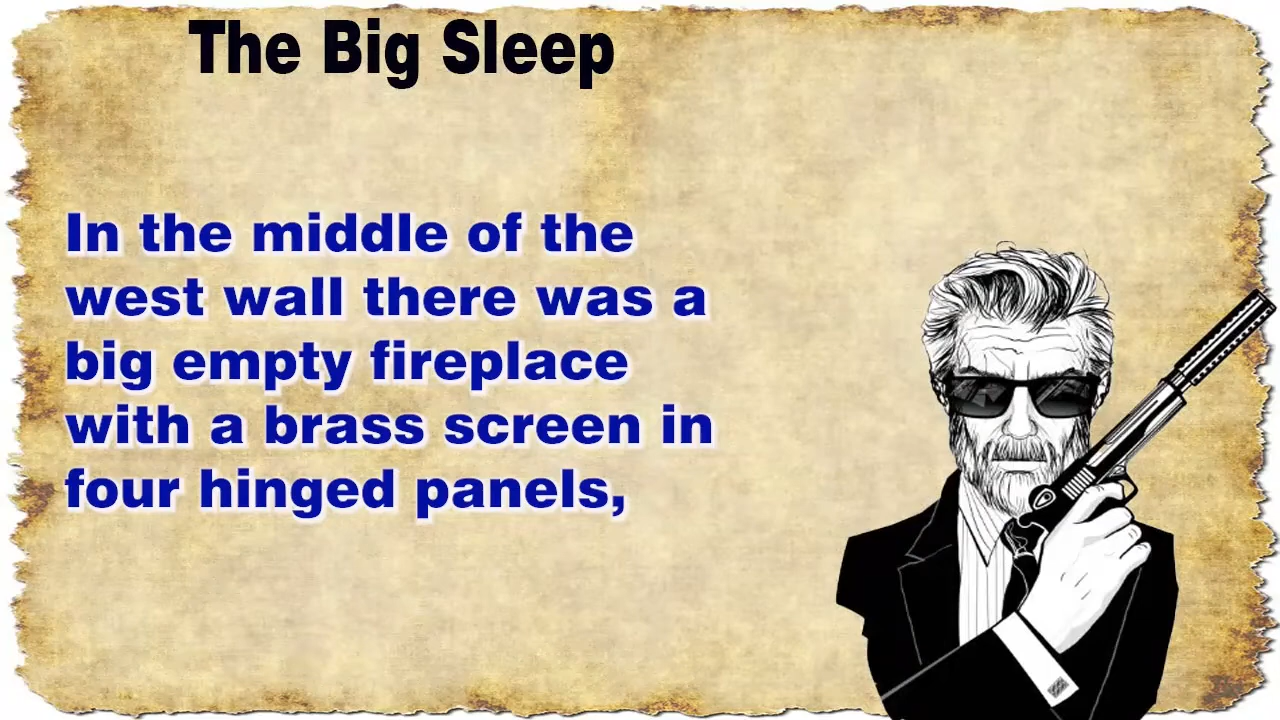 The Big Sleep
In the middle of the
west wall there was a
big empty fireplace
with a brass screen in
four hinged panels,